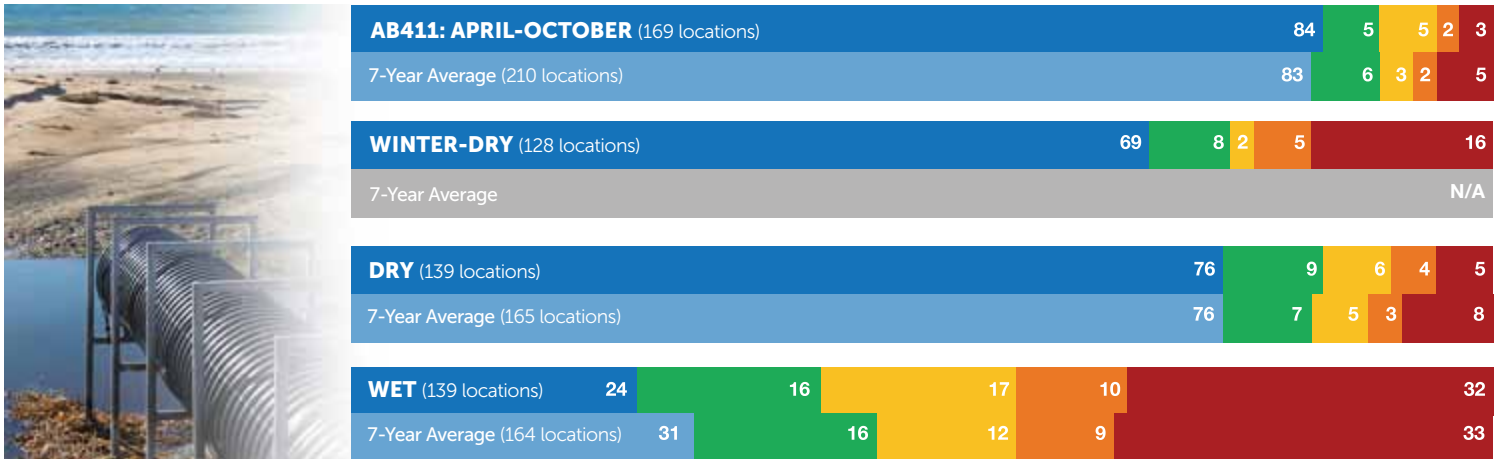 AB411: APRIL-OCTOBER (169 locations) 84 5 5 2 3
7-Year Average (210 locations) 83 6 3 2 5
WINTER-DRY (128 locations) 69 8 2 5 16
7-Year Average N/A
DRY (139 locations) 76 9 6 4 5
7-Year Average (165 locations) 76 7 5 3 8
WET (139 locations) 24 16 17 10 32
7-Year Average (164 locations) 31 16 12 9 33